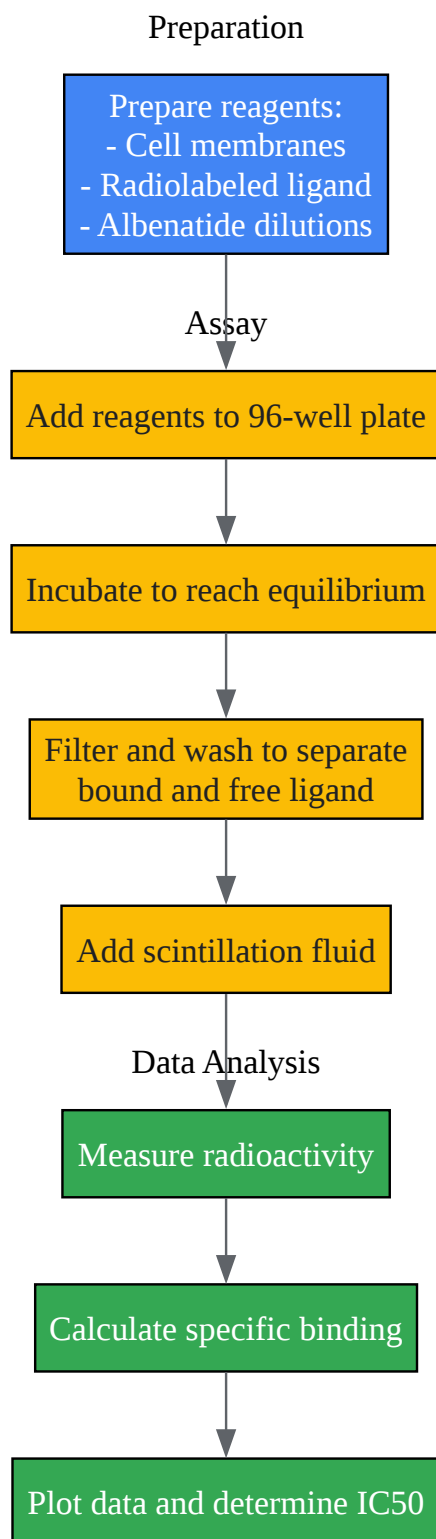 Preparation
Prepare reagents:
- Cell membranes
- Radiolabeled ligand
- Albenatide dilutions
Assay
Add reagents to 96-well plate
Incubate to reach equilibrium
Filter and wash to separate
bound and free ligand
Add scintillation fluid
Data Analysis
Measure radioactivity
Calculate specific binding
Plot data and determine IC50